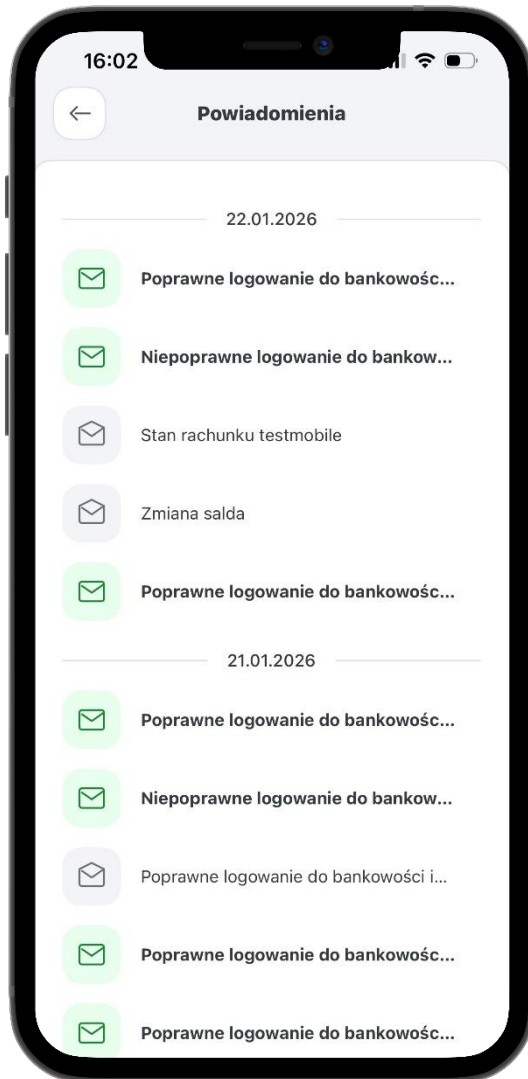 16:02
Powiadomienia
22.01.2026
Poprawne logowanie do bankowośc...
Niepoprawne logowanie do bankow...
Stan rachunku testmobile
Zmiana salda
Poprawne logowanie do bankowośc...
21.01.2026
Poprawne logowanie do bankowośc...
Niepoprawne logowanie do bankow...
Poprawne logowanie do bankowości i...
Poprawne logowanie do bankowośc...
Poprawne logowanie do bankowośc...